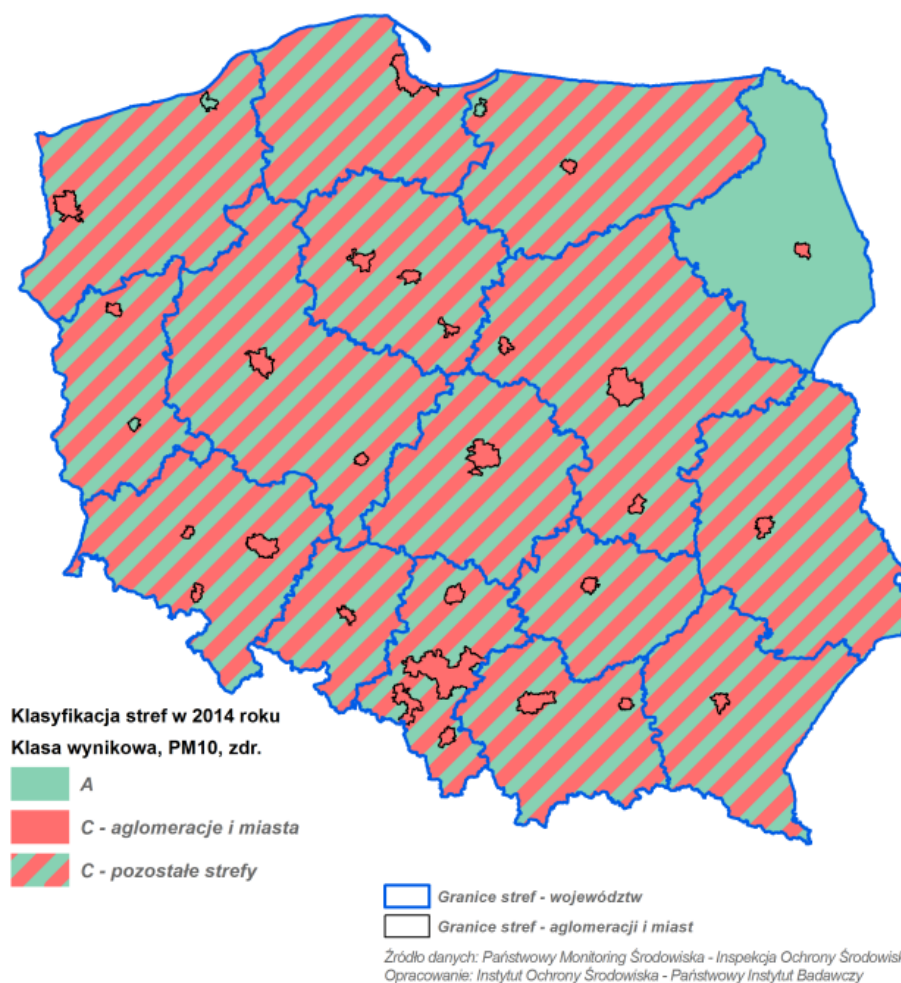 Klasyfikacja stref w 2014 roku
Klasa wynikowa, PM10, zdr.
A
C - aglomeracje i miasta
C - pozostałe strefy
Granice stref - województw
Granice stref - aglomeracji i miast
Źródło danych: Państwowy Monitoring Środowiska - Inspekcja Ochrony Środowisk
Opracowanie: Instytut Ochrony Środowiska - Państwowy Instytut Badawczy